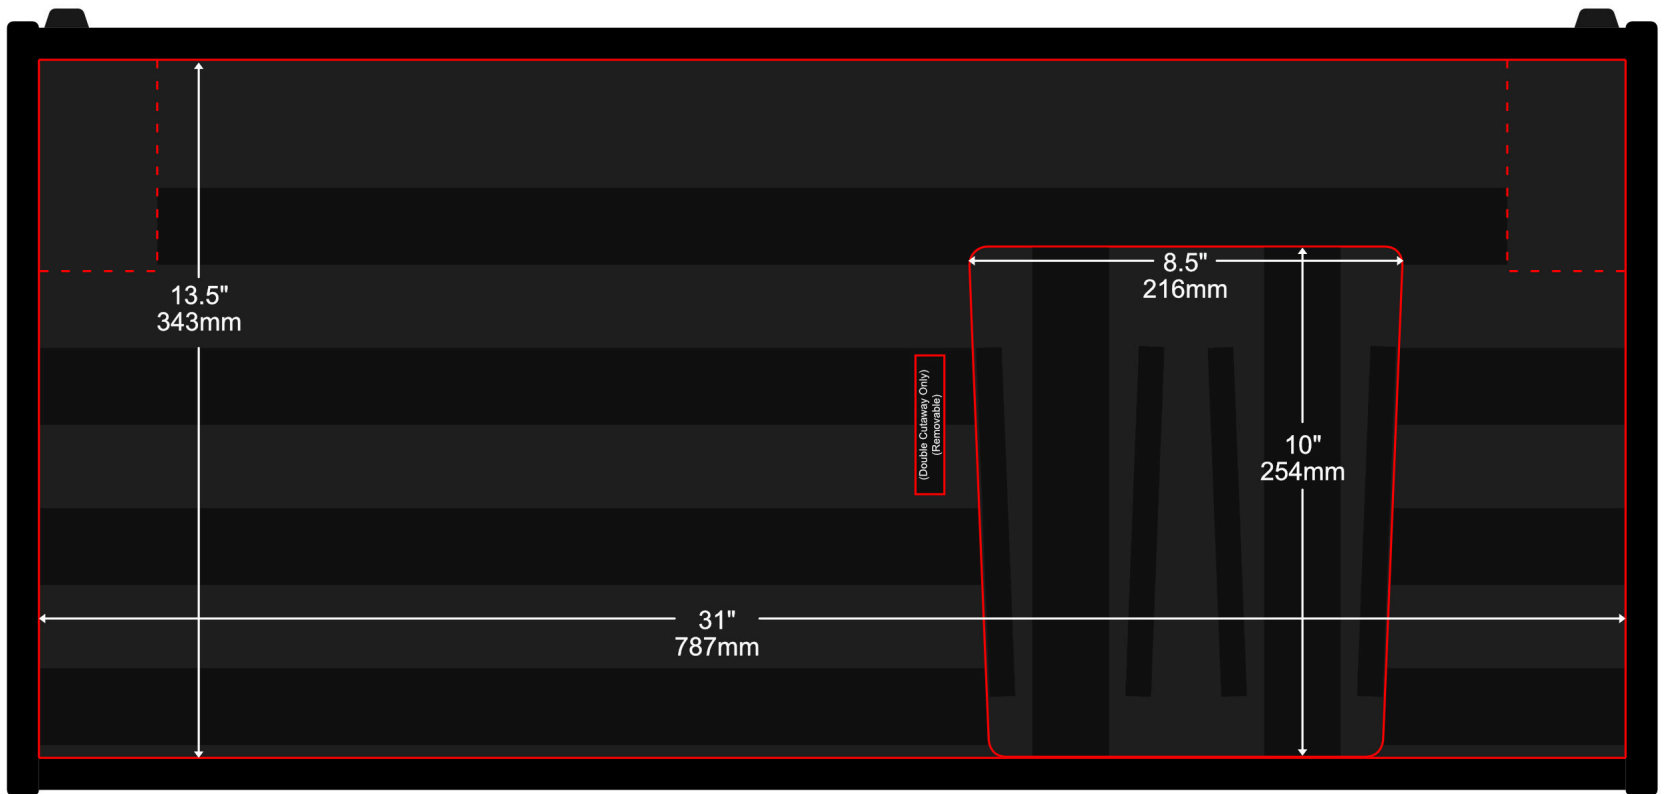 8.5"
216mm
13.5"
343mm
(Double Cutaway Only)
(Removable)
10"
254mm
31"
787mm